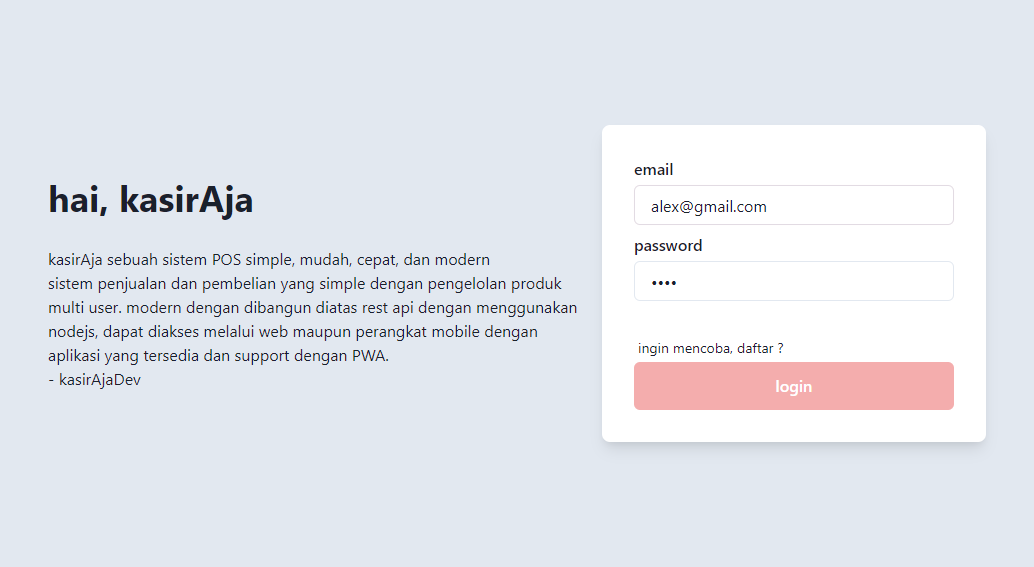 hai, kasirAja
kasirAja sebuah sistem POS simple, mudah, cepat, dan modern
sistem penjualan dan pembelian yang simple dengan pengelolan produk
multi user. modern dengan dibangun diatas rest api dengan menggunakan
nodejs, dapat diakses melalui web maupun perangkat mobile dengan
aplikasi yang tersedia dan support dengan PWA.
- kasirAjaDev
email
alex@gmail.com
password
••••
ingin mencoba, daftar ?
login